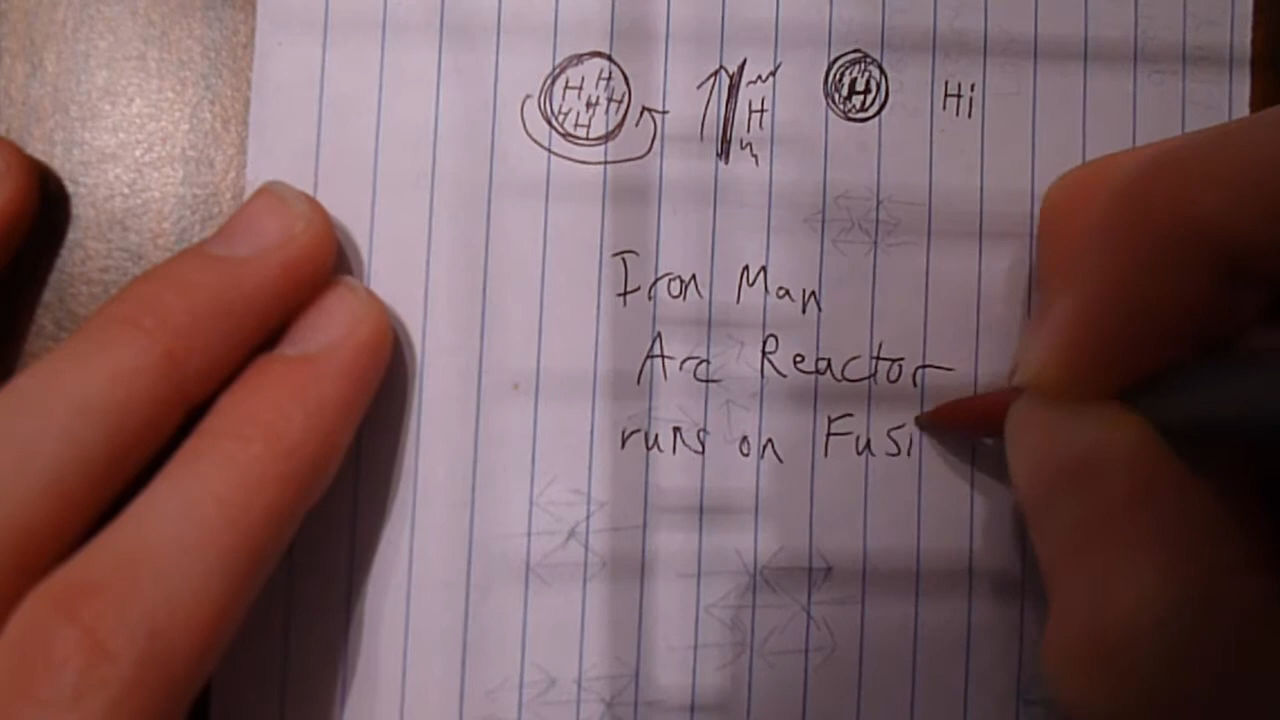 H H H H H H H H Hi
Iron Man
Arc Reactor
runs on Fusi